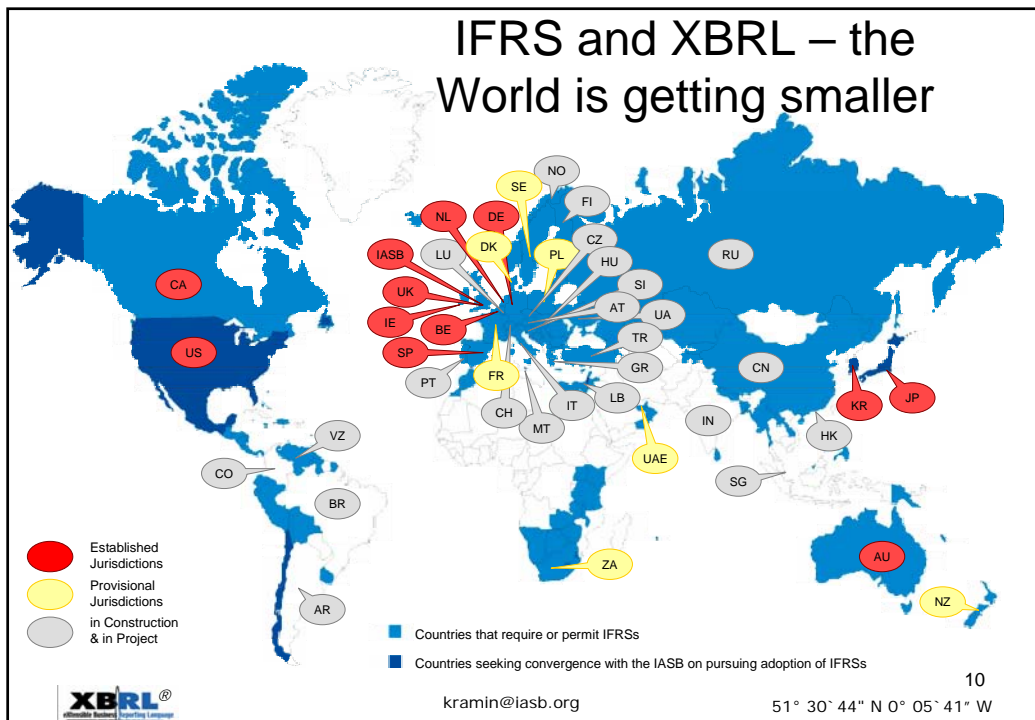 IFRS and XBRL – the
World is getting smaller
NO
SE
FI
NL
DE
CZ
DK
PL
IASB
LU
HU
RU
CA
SI
UK
AT
UA
IE
BE
TR
US
SP
FR
GR
CN
PT
KR
JP
CH
IT
LB
MT
IN
HK
VZ
UAE
CO
SG
BR
AU
ZA
NZ
AR
Established
Jurisdictions
Provisional
Jurisdictions
in Construction
& in Project
Countries that require or permit IFRSs
Countries seeking convergence with the IASB on pursuing adoption of IFRSs
10
XBRL®
eXtensible Business Reporting Language
kramin@iasb.org
51° 30`44" N 0° 05`41" W